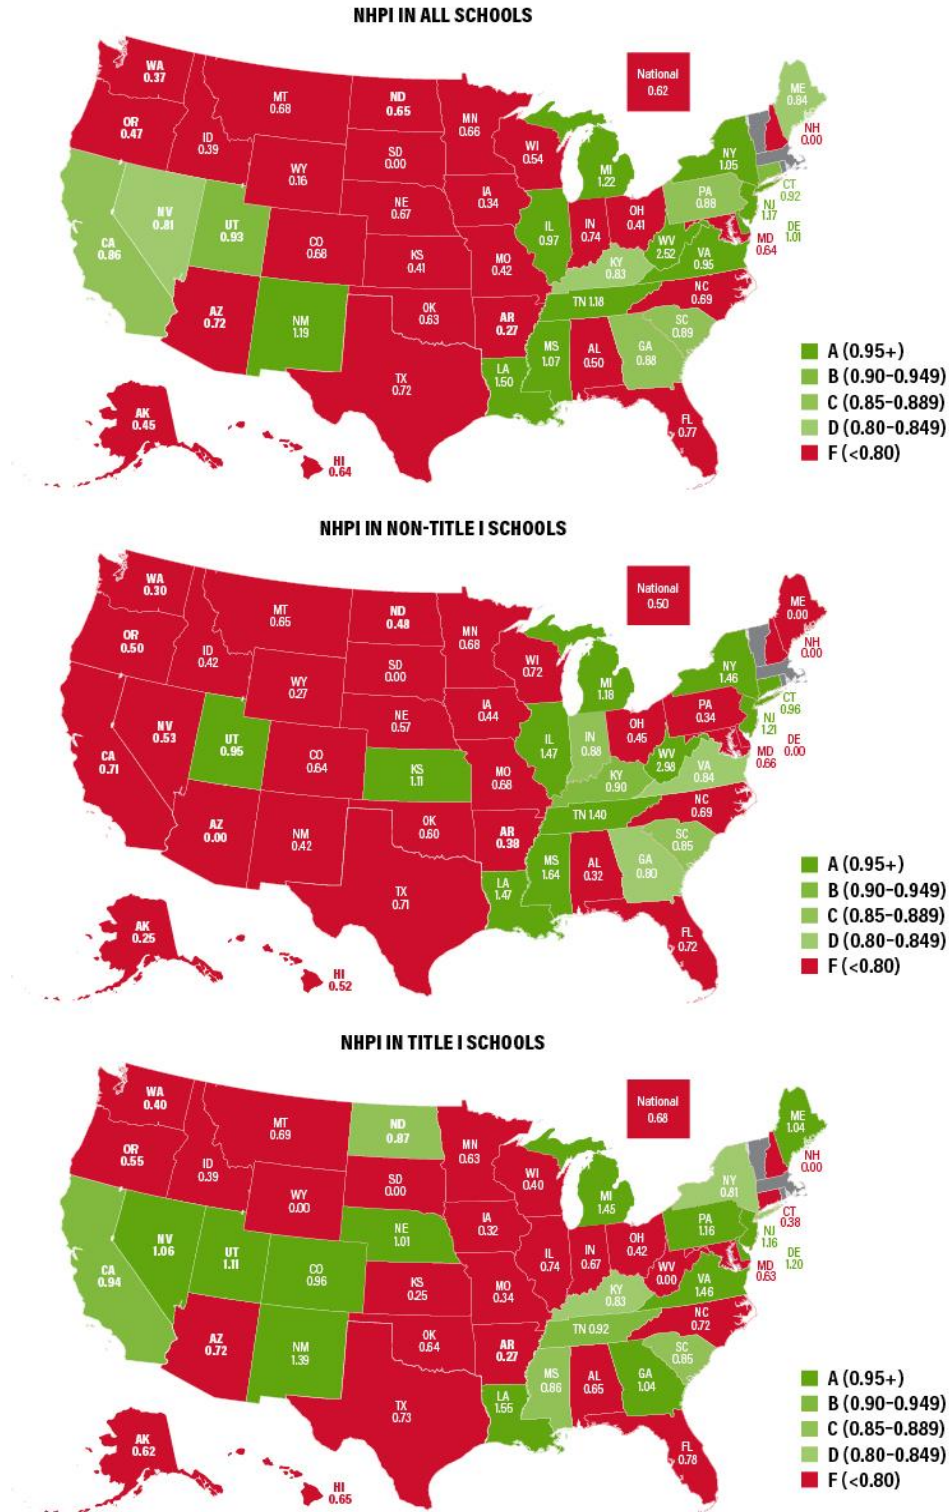 NHPI IN ALL SCHOOLS
WA
0.37
MT
0.68
ND
0.65
MN
0.66
National
0.62
ME
0.84
OR
0.47
ID
0.39
SD
0.00
WI
0.54
NY
1.05
NH
0.00
WY
0.16
MI
1.22
NV
0.81
UT
0.93
NE
0.67
IA
0.34
PA
0.88
CT
0.92
CA
0.86
CO
0.68
KS
0.41
MO
0.42
IL
0.97
IN
0.74
OH
0.41
WV
2.52
VA
0.95
NJ
1.17
DE
1.01
MD
0.64
KY
0.83
AZ
0.72
NM
1.19
OK
0.63
AR
0.27
TN 1.18
NC
0.69
SC
0.89
TX
0.72
LA
1.50
MS
1.07
AL
0.50
GA
0.88
FL
0.77
AK
0.45
HI
0.64
A (0.95+)
B (0.90-0.949)
C (0.85-0.889)
D (0.80-0.849)
F (<0.80)
NHPI IN NON-TITLE I SCHOOLS
WA
0.30
MT
0.65
ND
0.48
MN
0.68
National
0.50
ME
0.00
OR
0.50
ID
0.42
SD
0.00
WI
0.72
NY
1.46
NH
0.00
WY
0.27
MI
1.18
NV
0.53
UT
0.95
NE
0.57
IA
0.44
PA
0.34
CT
0.96
CA
0.71
CO
0.64
KS
1.11
MO
0.68
IL
1.47
IN
0.88
OH
0.45
WV
2.98
VA
0.84
NJ
1.21
DE
0.00
MD
0.66
KY
0.90
AZ
0.00
NM
0.42
OK
0.60
AR
0.38
TN 1.40
NC
0.69
SC
0.85
TX
0.71
LA
1.47
MS
1.64
AL
0.32
GA
0.80
FL
0.72
AK
0.25
HI
0.52
A (0.95+)
B (0.90-0.949)
C (0.85-0.889)
D (0.80-0.849)
F (<0.80)
NHPI IN TITLE I SCHOOLS
WA
0.40
MT
0.69
ND
0.87
MN
0.63
National
0.68
ME
1.04
OR
0.55
ID
0.39
SD
0.00
WI
0.40
NY
0.81
NH
0.00
WY
0.00
MI
1.45
NV
1.06
UT
1.11
NE
1.01
IA
0.32
PA
1.16
CT
0.38
CA
0.94
CO
0.96
KS
0.25
MO
0.34
IL
0.74
IN
0.67
OH
0.42
WV
0.00
VA
1.46
NJ
1.16
DE
1.20
MD
0.63
KY
0.83
AZ
0.72
NM
1.39
OK
0.64
AR
0.27
TN 0.92
NC
0.72
SC
0.85
TX
0.73
LA
1.55
MS
0.86
AL
0.65
GA
1.04
FL
0.78
AK
0.62
HI
0.65
A (0.95+)
B (0.90-0.949)
C (0.85-0.889)
D (0.80-0.849)
F (<0.80)